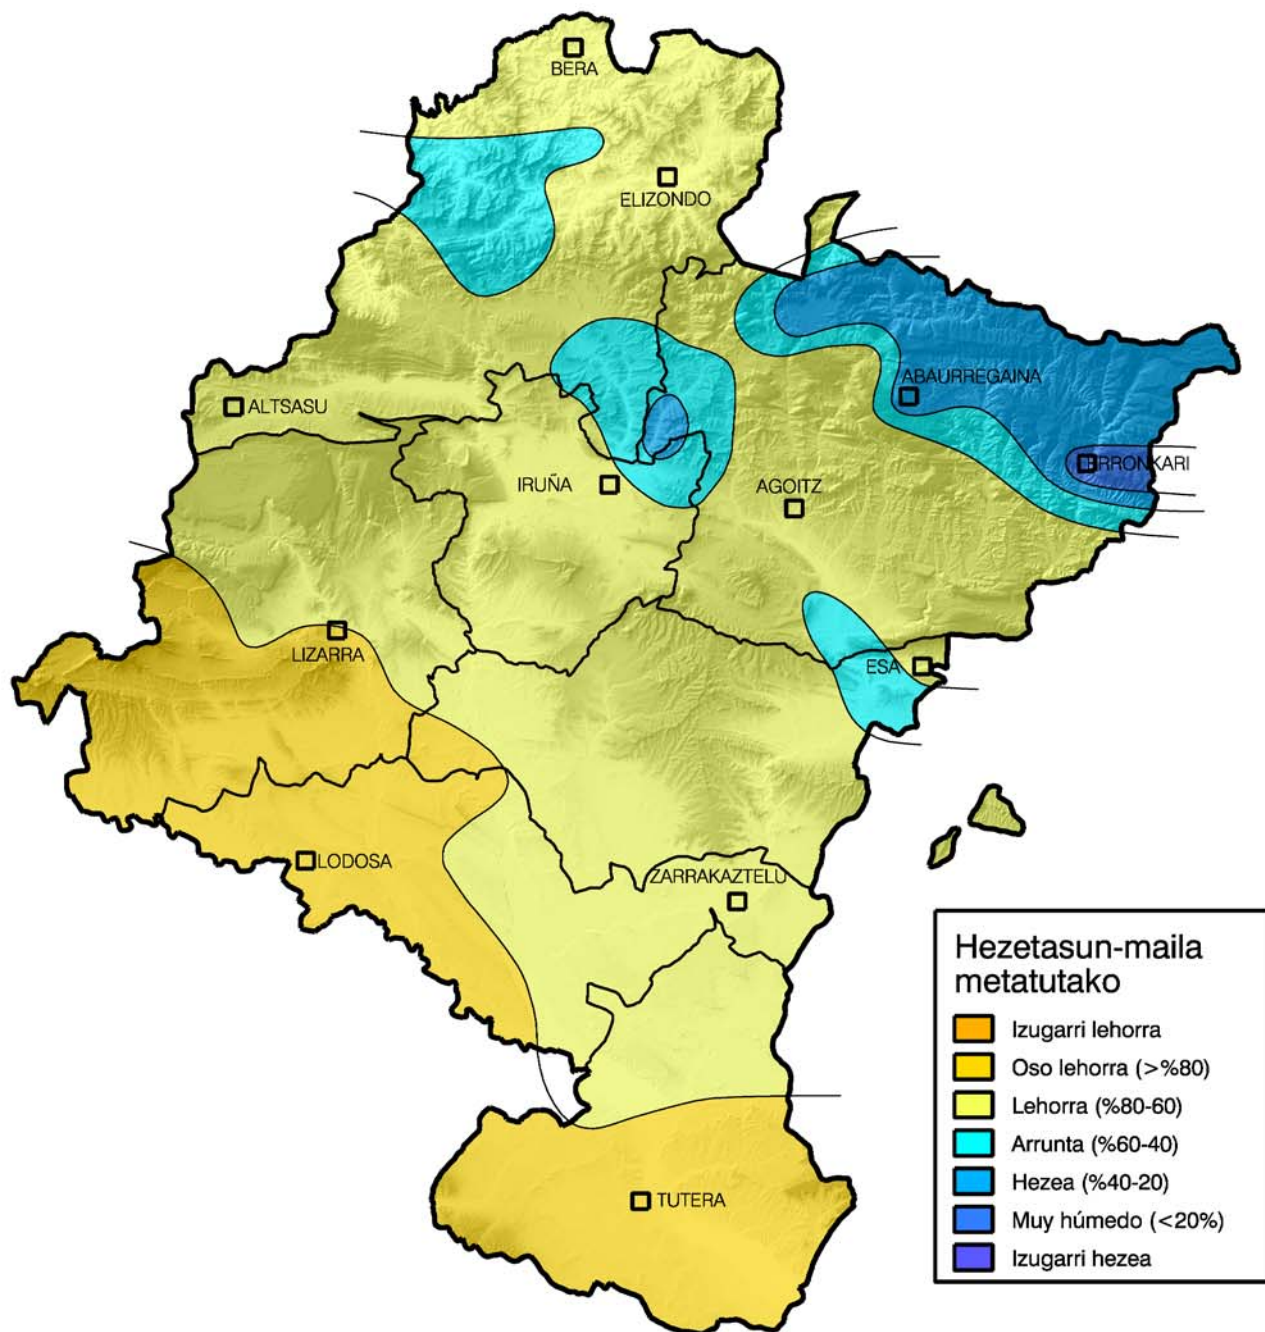 BERA
ELIZONDO
ABAURREGAINA
ALTSASU
ERRONKARI
IRUÑA
AGOITZ
LIZARRA
ESA
LODOSA
ZARRAKAZTELU
TUTERA
Hezetasun-maila
metatutako
Izugarri lehorra
Oso lehorra (>%80)
Lehorra (%80-60)
Arrunta (%60-40)
Hezea (%40-20)
Muy húmedo (<20%)
Izugarri hezea